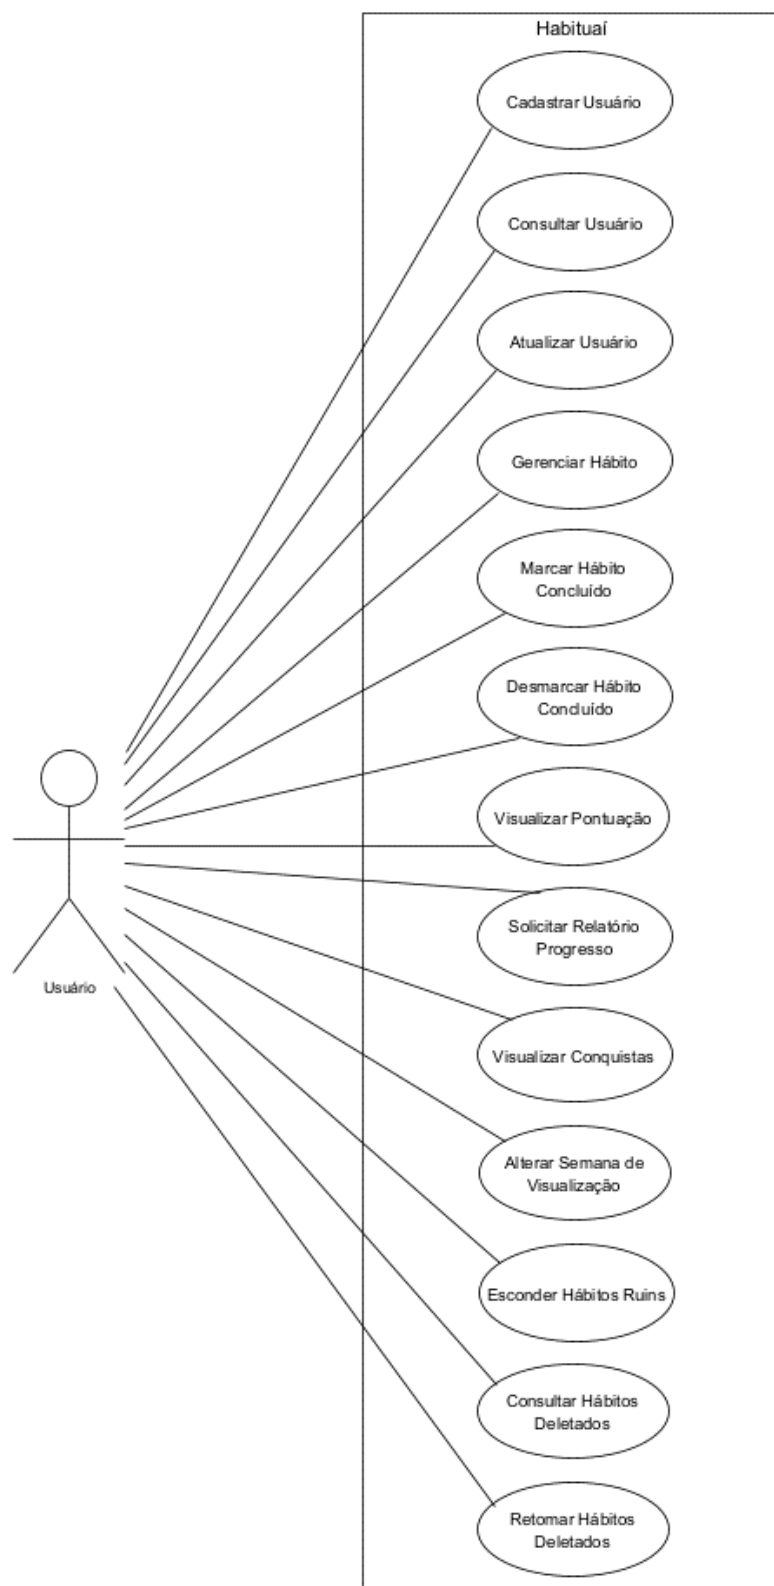 Habituaí
Cadastrar Usuário
Consultar Usuário
Atualizar Usuário
Gerenciar Hábito
Marcar Hábito
Concluído
Desmarcar Hábito
Concluído
Visualizar Pontuação
Solicitar Relatório
Progresso
Usuário
Visualizar Conquistas
Alterar Semana de
Visualização
Esconder Hábitos Ruins
Consultar Hábitos
Deletados
Retomar Hábitos
Deletados